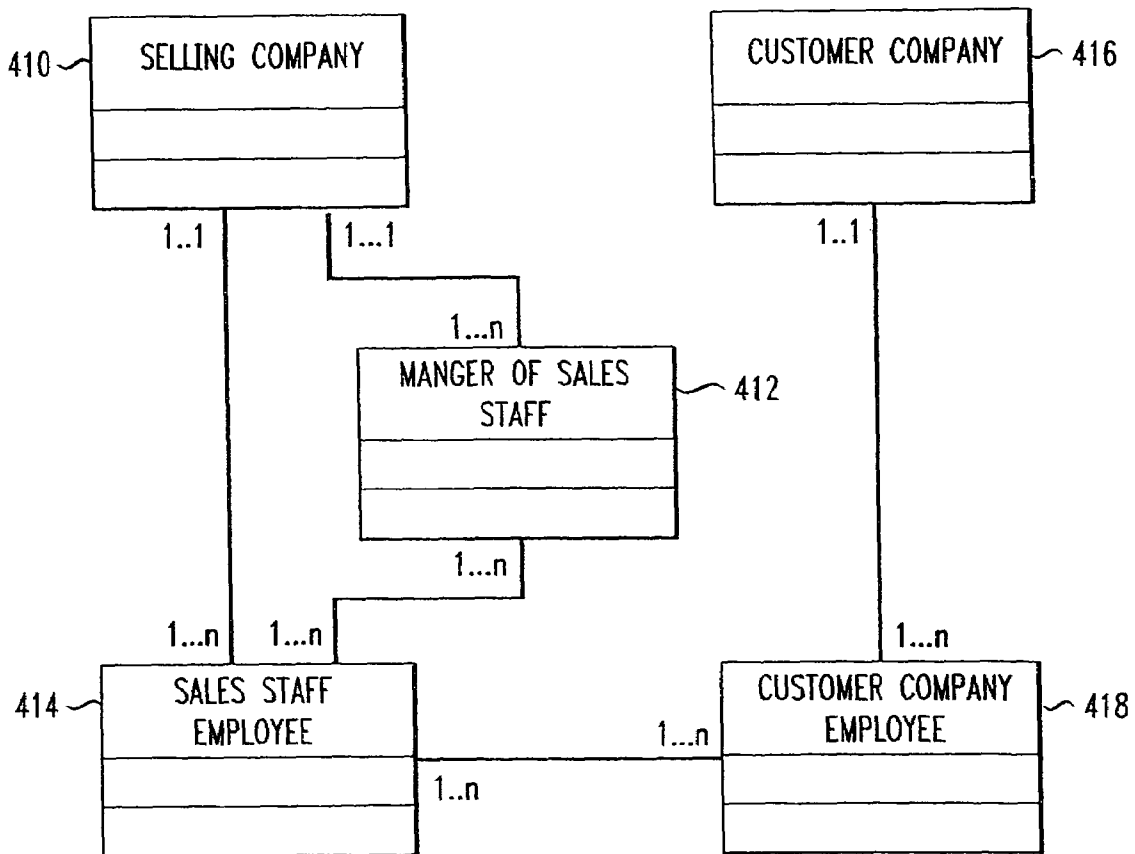 SELLING COMPANY
410
CUSTOMER COMPANY
416
1..1
1...1
1..1
1...n
MANGER OF SALES
STAFF
412
1...n
1...n
1...n
1...n
SALES STAFF
EMPLOYEE
414
CUSTOMER COMPANY
EMPLOYEE
418
1...n
1..n